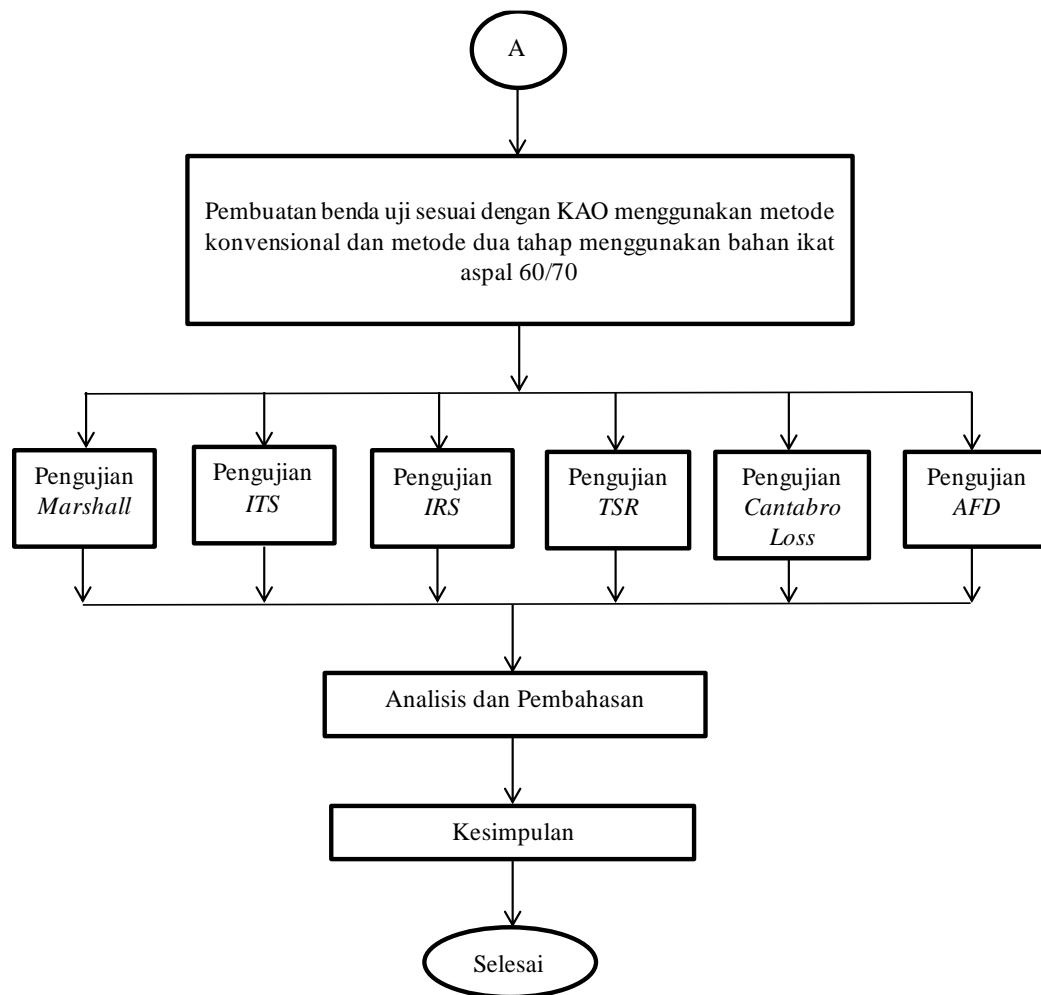 A
Pembuatan benda uji sesuai dengan KAO menggunakan metode
konvensional dan metode dua tahap menggunakan bahan ikat
aspal 60/70
Pengujian
Marshall
Pengujian
ITS
Pengujian
IRS
Pengujian
TSR
Pengujian
Cantabro
Loss
Pengujian
AFD
Analisis dan Pembahasan
Kesimpulan
Selesai